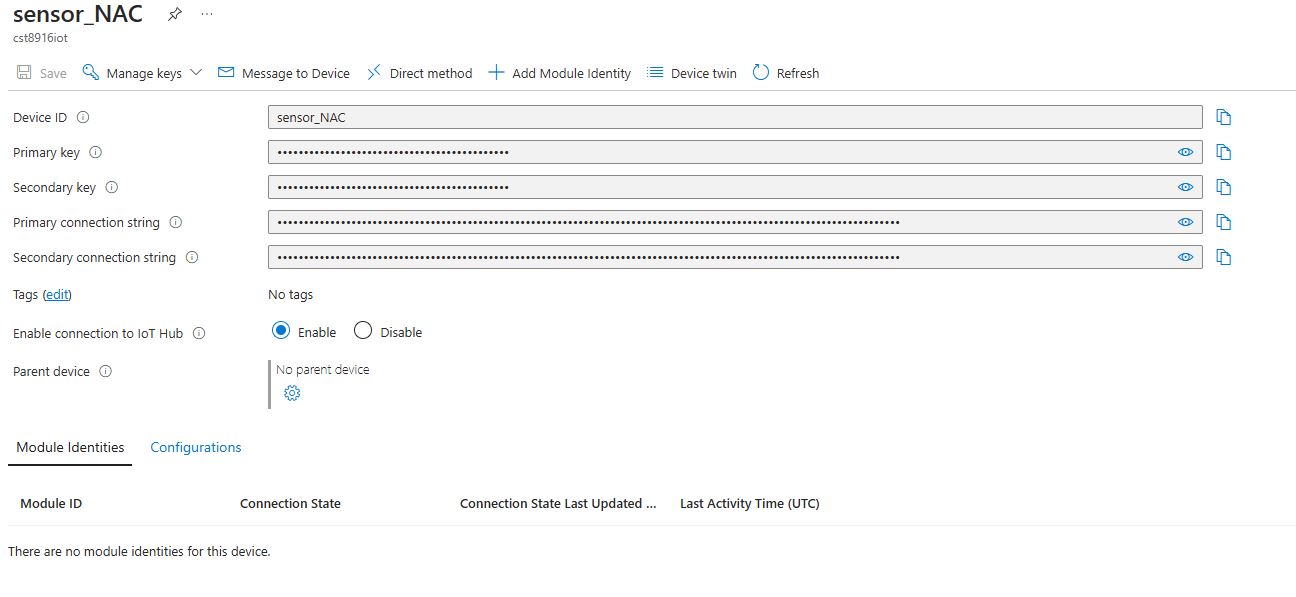 sensor_NAC
cst8916iot
Save Manage keys Message to Device Direct method Add Module Identity Device twin Refresh
Device ID sensor_NAC
Primary key ••••••••••••••••••••••••••••••••••••••••••••
Secondary key ••••••••••••••••••••••••••••••••••••••••••••
Primary connection string
Secondary connection string
Tags (edit) No tags
Enable connection to IoT Hub Enable Disable
Parent device No parent device
Module Identities Configurations
Module ID Connection State Connection State Last Updated ... Last Activity Time (UTC)
There are no module identities for this device.